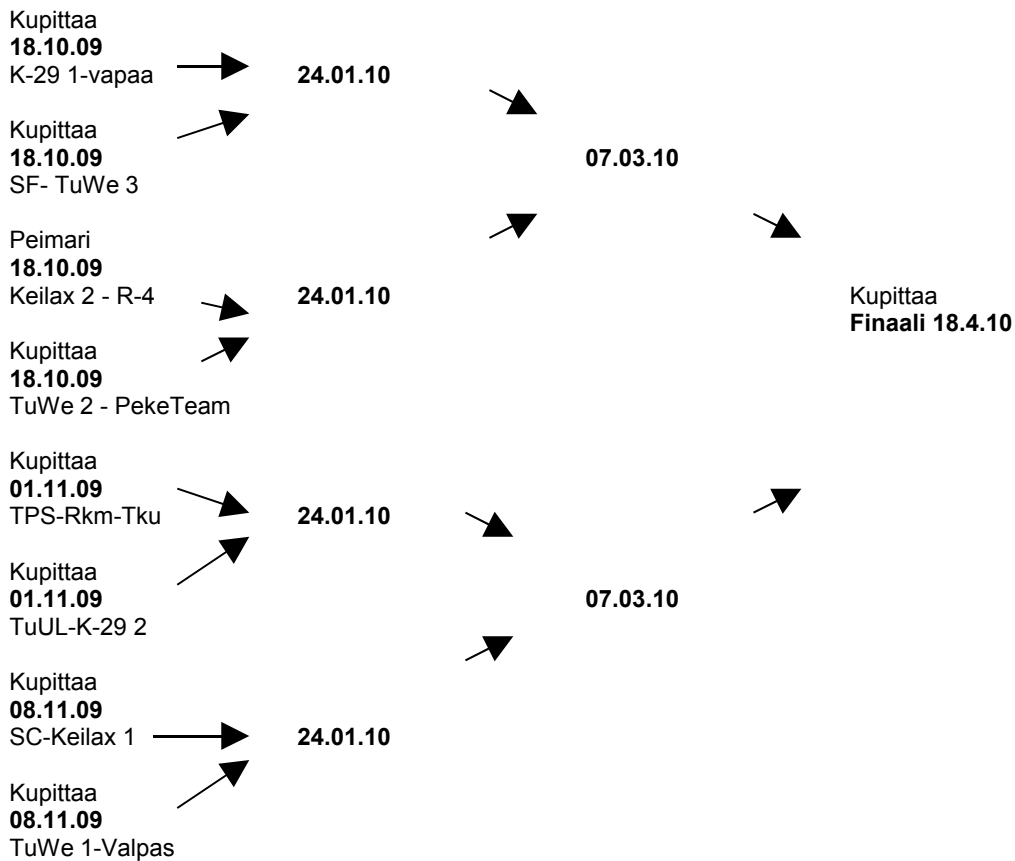 Kupittaa
18.10.09
K-29 1-vapaa
24.01.10
Kupittaa
18.10.09
SF- TuWe 3
07.03.10
Peimari
18.10.09
Keilax 2 - R-4
24.01.10
Kupittaa
Finaali 18.4.10
Kupittaa
18.10.09
TuWe 2 - PekeTeam
Kupittaa
01.11.09
TPS-Rkm-Tku
24.01.10
Kupittaa
01.11.09
TuUL-K-29 2
07.03.10
Kupittaa
08.11.09
SC-Keilax 1
24.01.10
Kupittaa
08.11.09
TuWe 1-Valpas